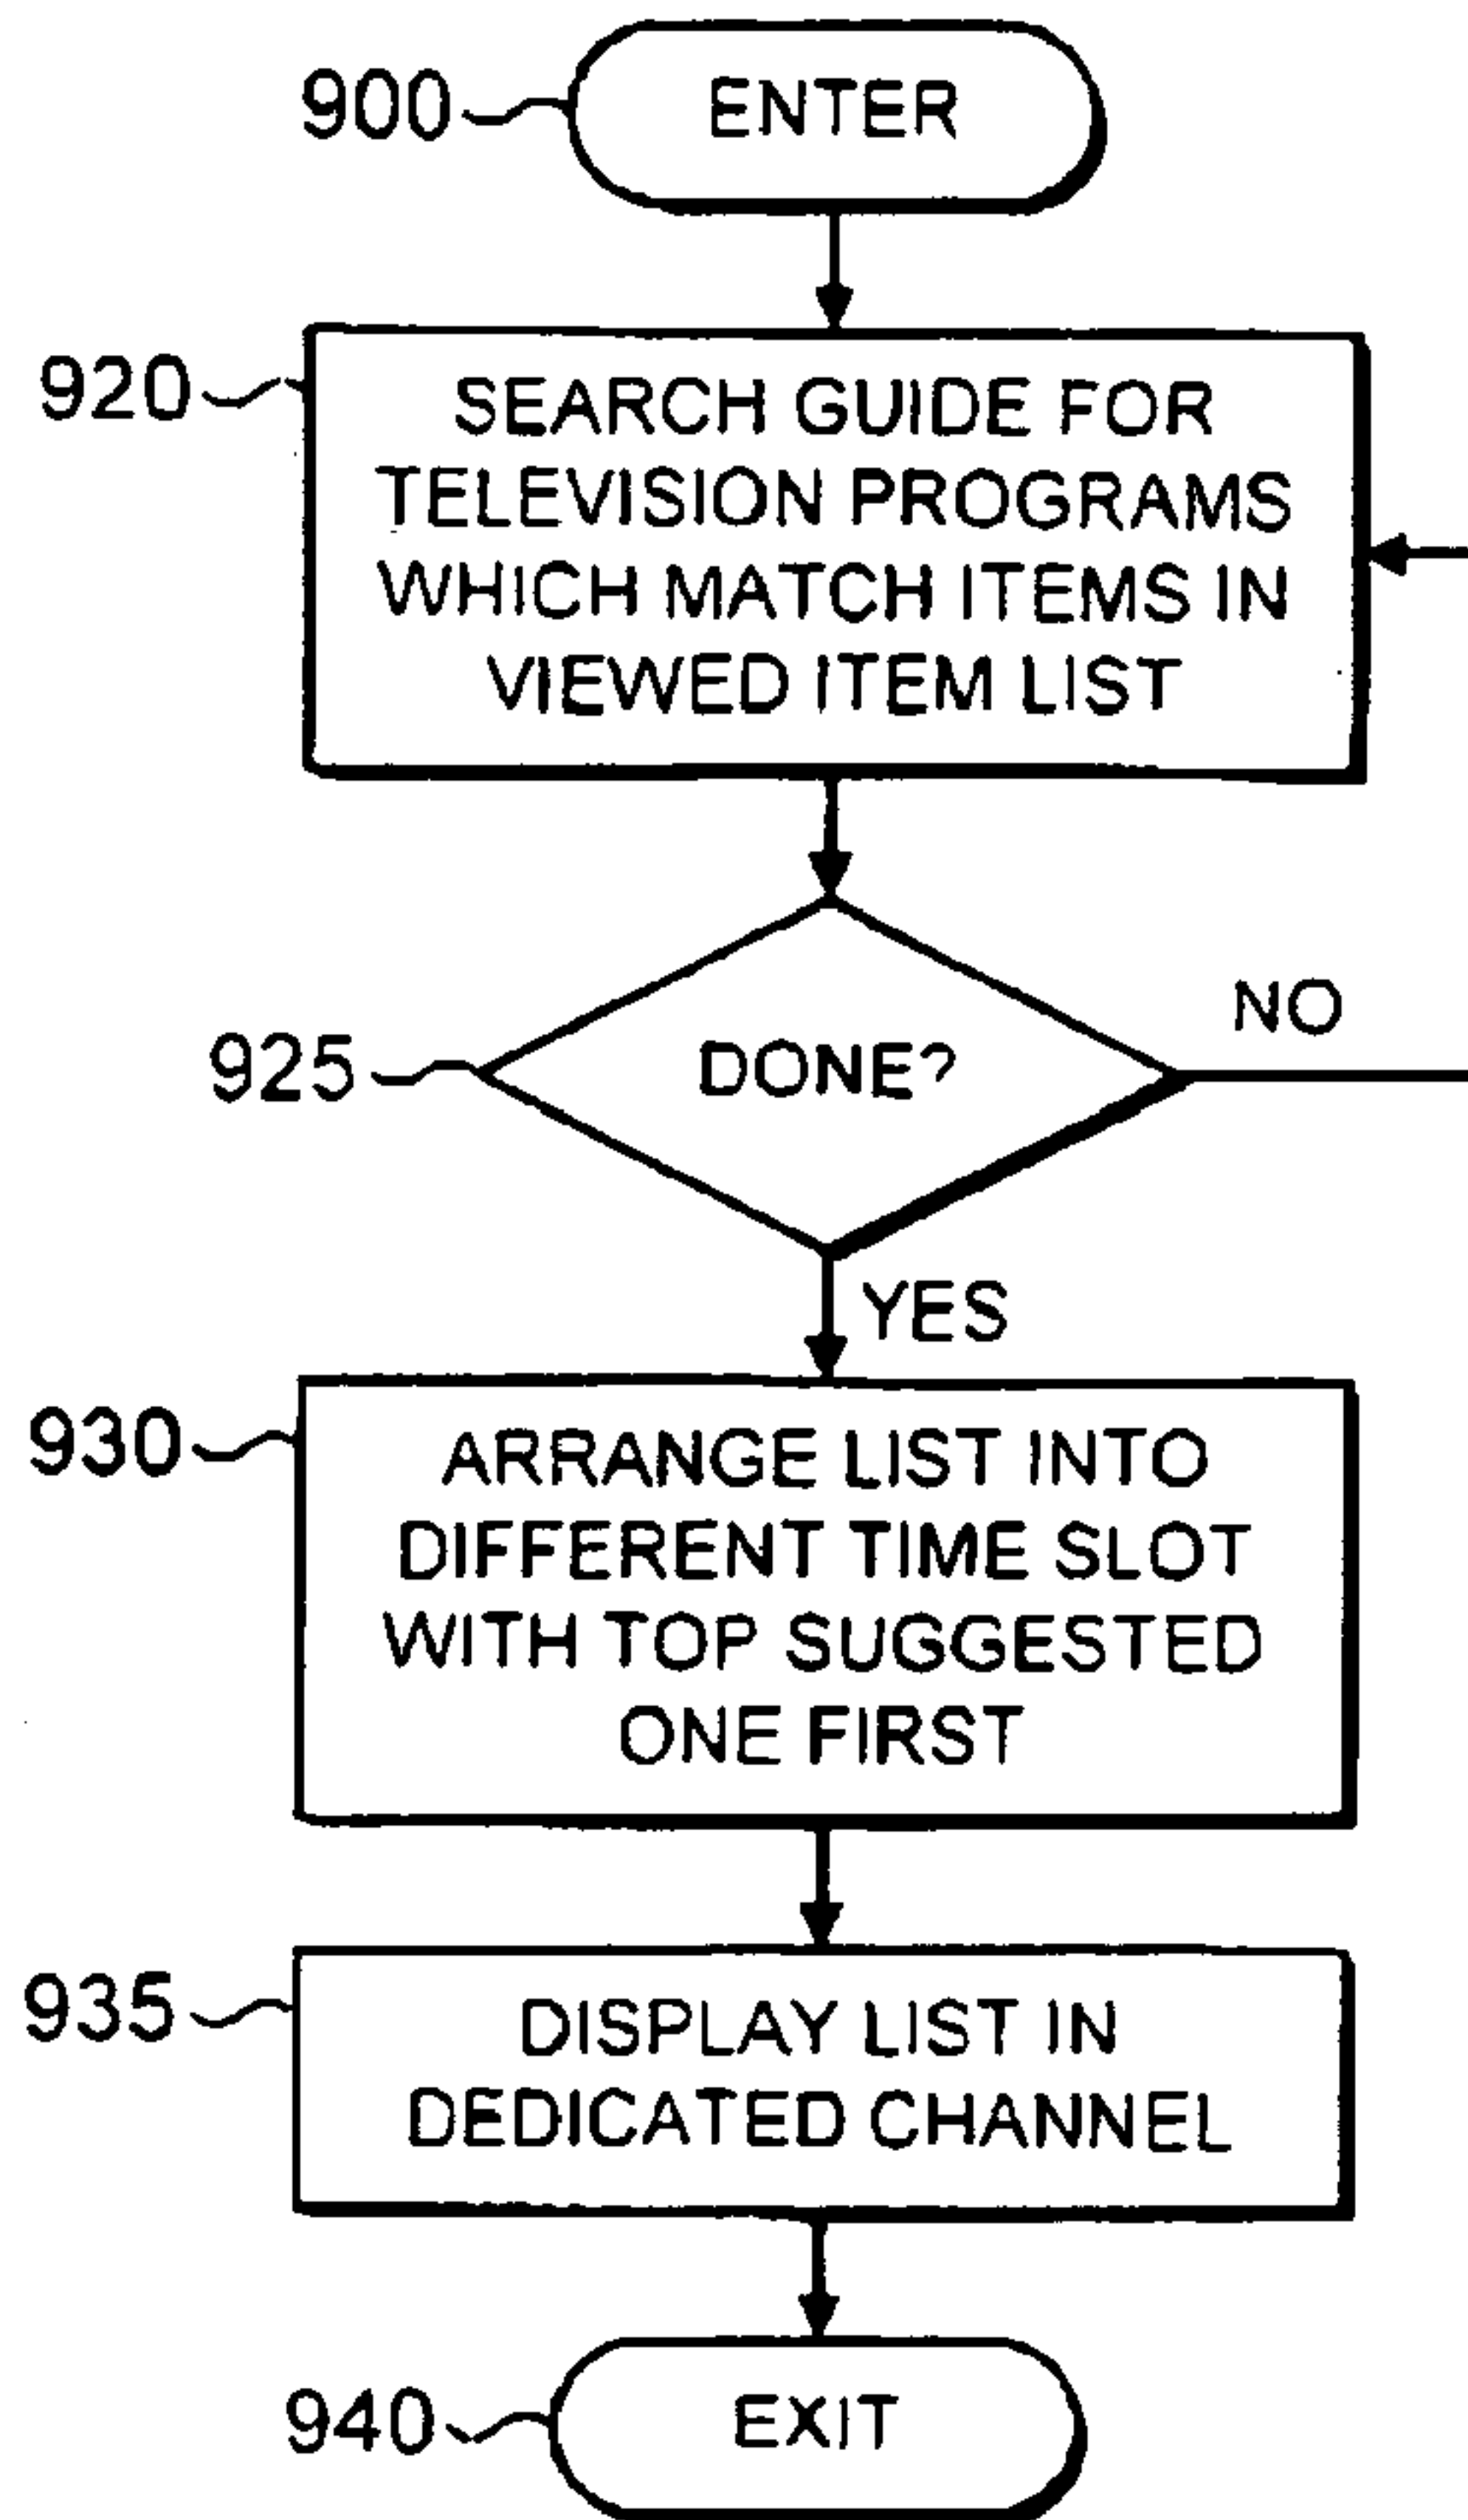 900
ENTER
920
SEARCH GUIDE FOR
TELEVISION PROGRAMS
WHICH MATCH ITEMS IN
VIEWED ITEM LIST
925
DONE?
NO
YES
930
ARRANGE LIST INTO
DIFFERENT TIME SLOT
WITH TOP SUGGESTED
ONE FIRST
935
DISPLAY LIST IN
DEDICATED CHANNEL
940
EXIT